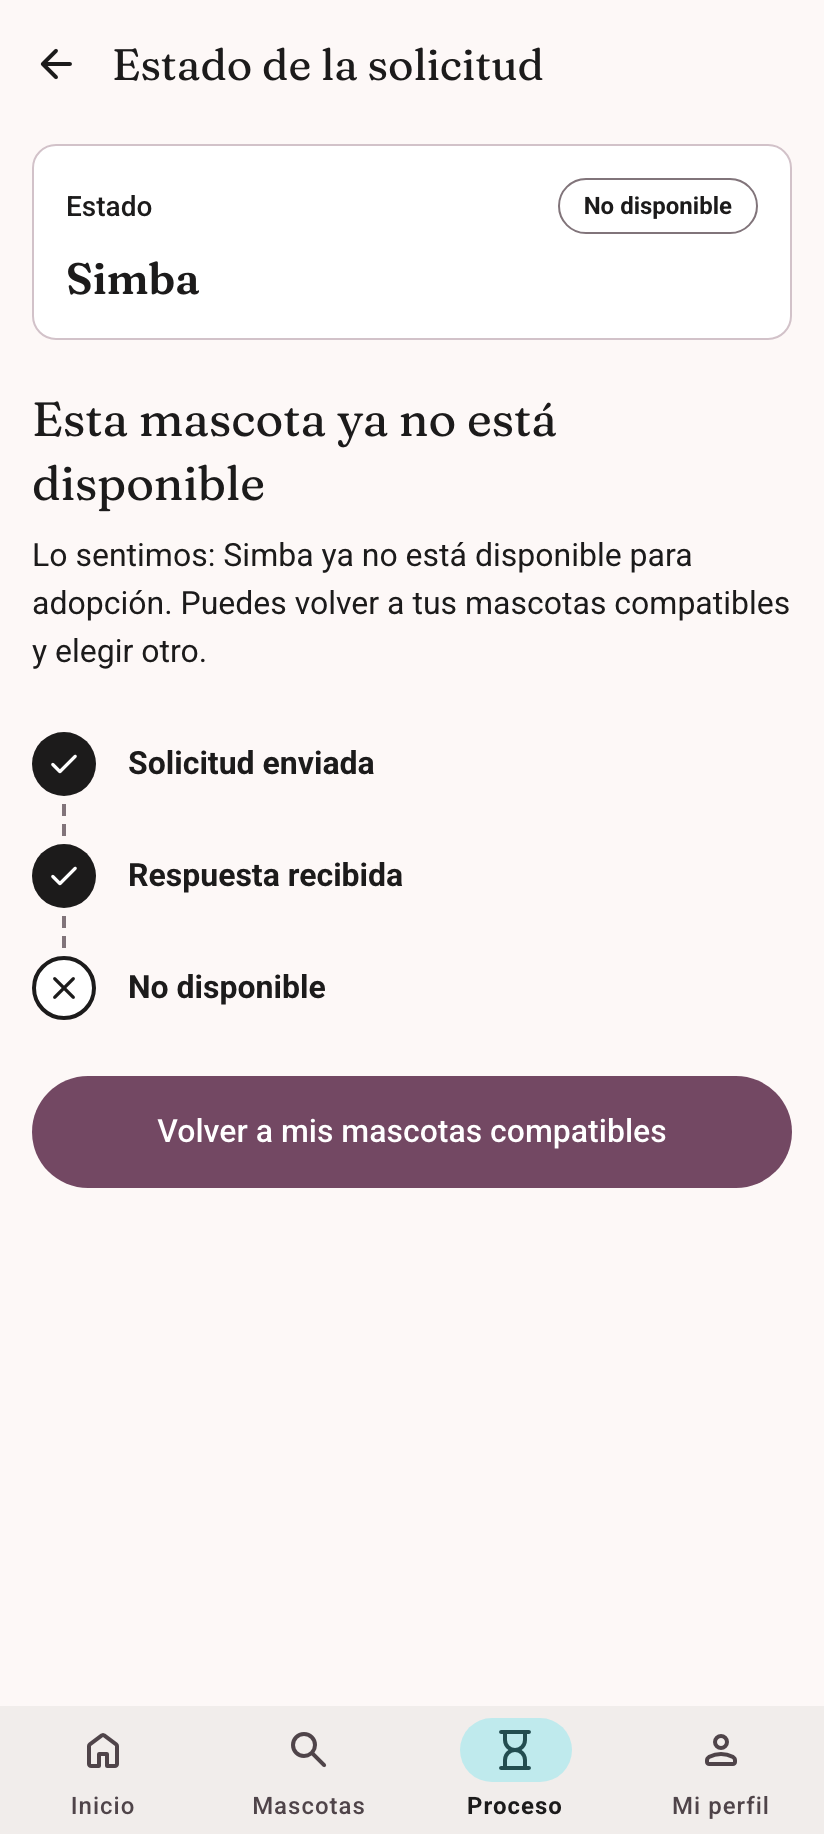 Estado de la solicitud
Estado
No disponible
Simba
Esta mascota ya no está
disponible
Lo sentimos: Simba ya no está disponible para
adopción. Puedes volver a tus mascotas compatibles
y elegir otro.
Solicitud enviada
Respuesta recibida
No disponible
Volver a mis mascotas compatibles
Inicio
Mascotas
Proceso
Mi perfil